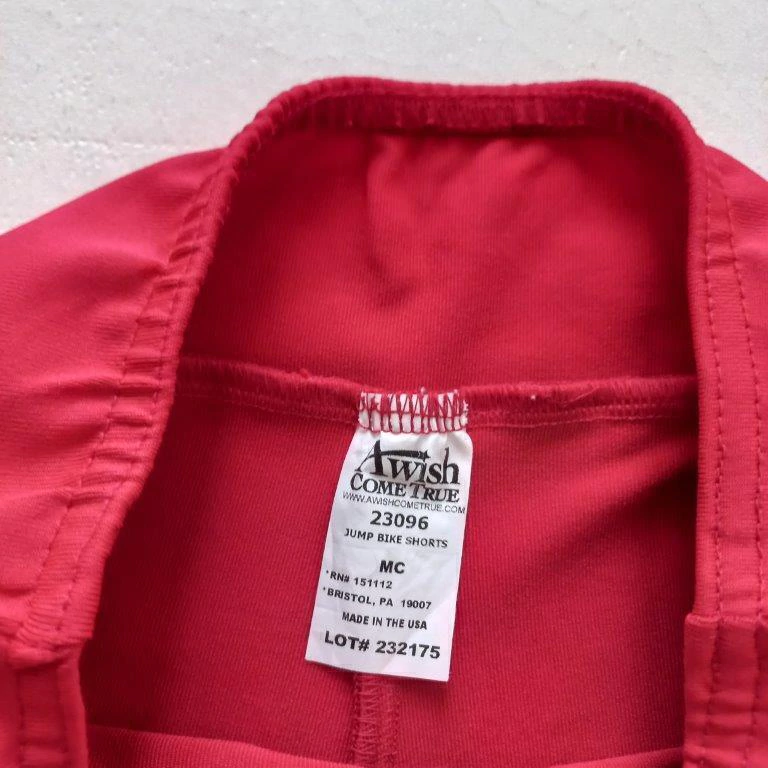 A Wish
COME TRUE
WWW.AWISHCOMETRUE.COM
23096
JUMP BIKE SHORTS
MC
*RN# 151112
*BRISTOL, PA 19007
MADE IN THE USA
LOT# 232175